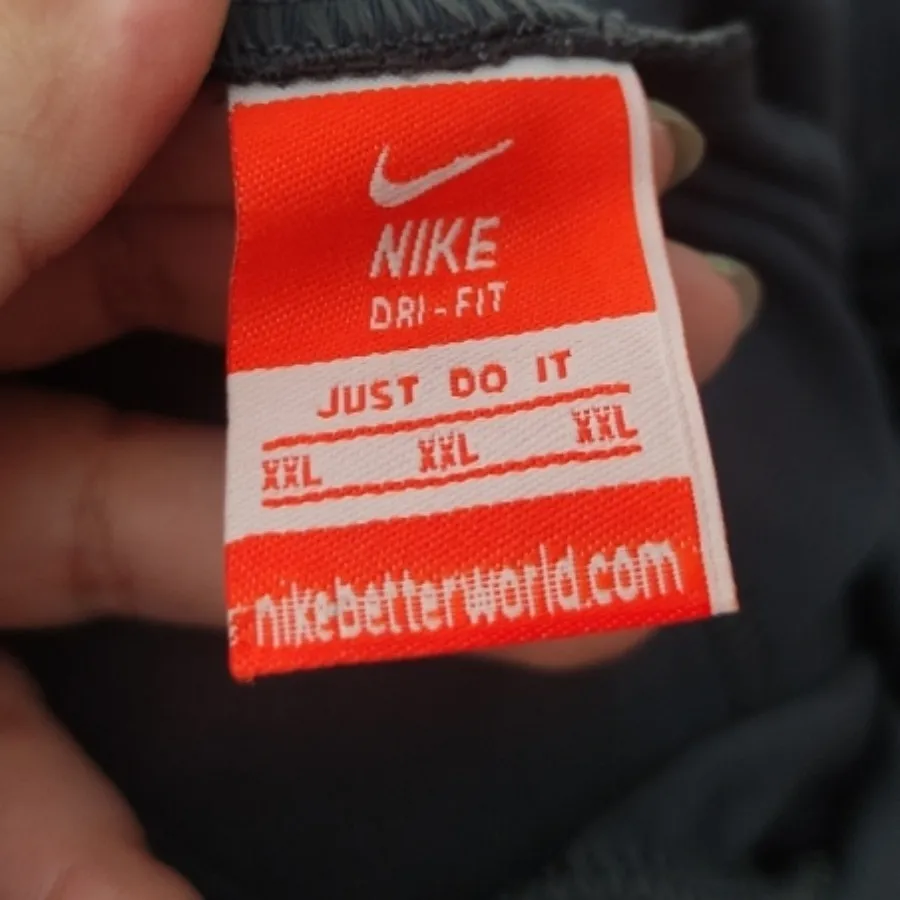 NIKE
DRI-FIT
JUST DO IT
XXL XXL XXL
nikebetterworld.com